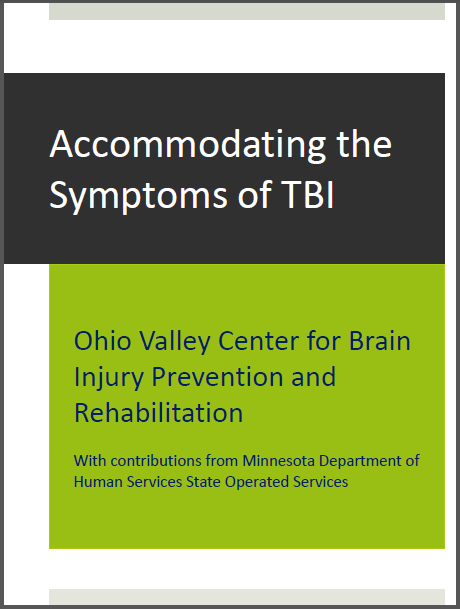 Accommodating the
Symptoms of TBI
Ohio Valley Center for Brain
Injury Prevention and
Rehabilitation
With contributions from Minnesota Department of
Human Services State Operated Services